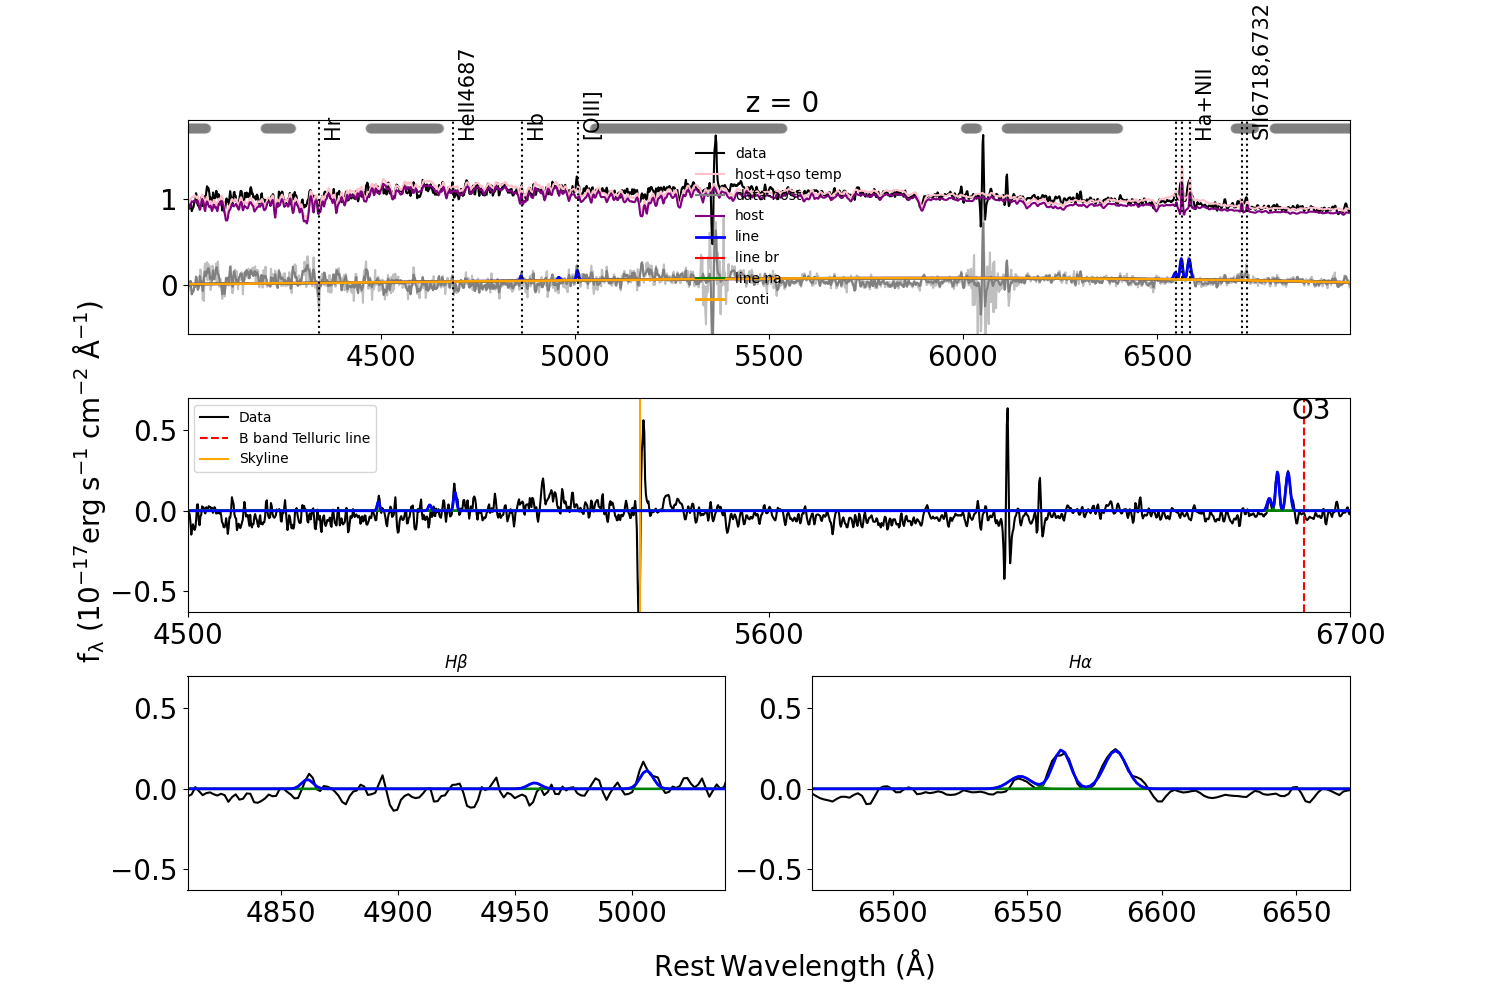 Hr
HeII4687
Hb
[OIII]
Ha+NII
SII6718,6732
z = 0
data
host+qso temp
data-host
host
line
line br
line na
conti
1
0
4500
5000
5500
6000
6500
Data
B band Telluric line
Skyline
O3
0.5
0.0
−0.5
4500
5600
6700
fλ (10⁻¹⁷erg s⁻¹ cm⁻² Å⁻¹)
Hβ
0.5
0.0
−0.5
4850
4900
4950
5000
Hα
0.5
0.0
−0.5
6500
6550
6600
6650
Rest Wavelength (Å)